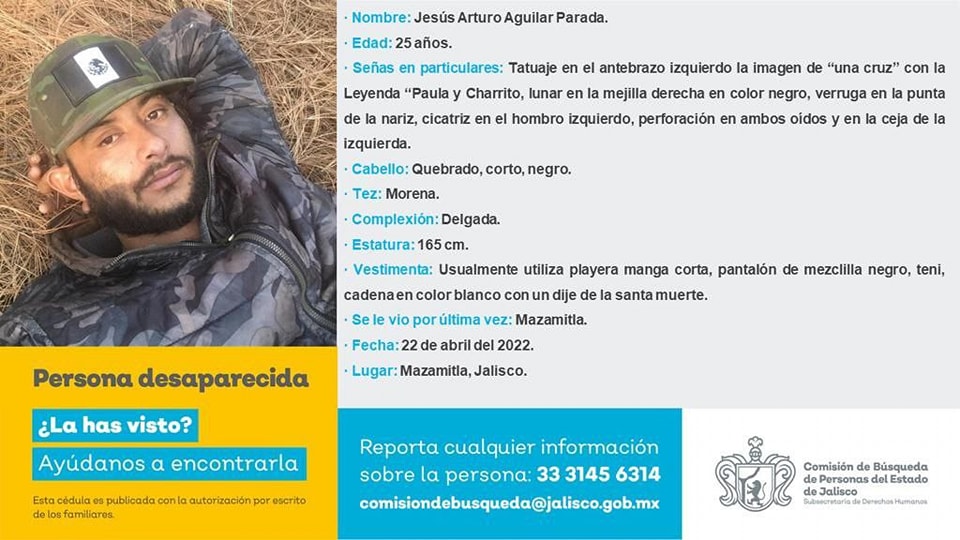 · Nombre: Jesús Arturo Aguilar Parada.
· Edad: 25 años.
· Señas en particulares: Tatuaje en el antebrazo izquierdo la imagen de “una cruz” con la
Leyenda “Paula y Charrito, lunar en la mejilla derecha en color negro, verruga en la punta
de la nariz, cicatriz en el hombro izquierdo, perforación en ambos oidos y en la ceja de la
izquierda.
· Cabello: Quebrado, corto, negro.
· Tez: Morena.
· Complexión: Delgada.
· Estatura: 165 cm.
· Vestimenta: Usualmente utiliza playera manga corta, pantalón de mezclilla negro, teni,
cadena en color blanco con un dije de la santa muerte.
· Se le vio por última vez: Mazamitla.
· Fecha: 22 de abril del 2022.
· Lugar: Mazamitla, Jalisco.
Persona desaparecida
¿La has visto?
Ayúdanos a encontrarla
Esta cédula es publicada con la autorización por escrito
de los familiares.
Reporta cualquier información
sobre la persona: 33 3145 6314
comisiondebusqueda@jalisco.gob.mx
Comisión de Búsqueda
de Personas del Estado
de Jalisco
Subsecretaría de Derechos Humanos